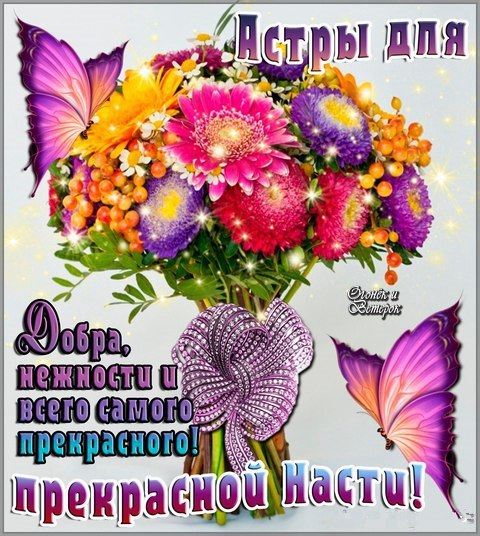 Астры для
Огонёк и
Ветерок
Добра,
нежности и
всего самого
прекрасного!
прекрасной Насти!